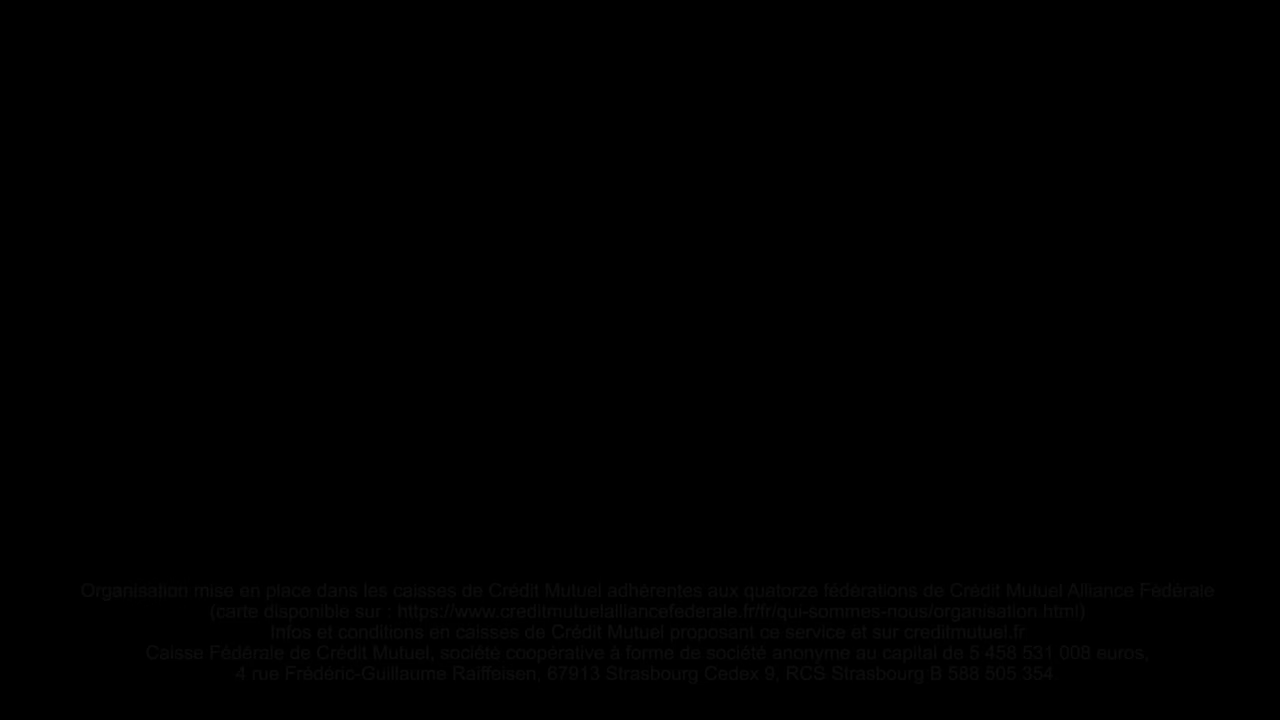 Organisation mise en place dans les caisses de Crédit Mutuel adhérentes aux quatorze fédérations de Crédit Mutuel Alliance Fédérale
(carte disponible sur : https://www.creditmutuelalliancefederale.fr/fr/qui-sommes-nous/organisation.html)
Infos et conditions en caisses de Crédit Mutuel proposant ce service et sur creditmutuel.fr
Caisse Fédérale de Crédit Mutuel, société coopérative à forme de société anonyme au capital de 5 458 531 008 euros,
4 rue Frédéric-Guillaume Raiffeisen, 67913 Strasbourg Cedex 9, RCS Strasbourg B 588 505 354